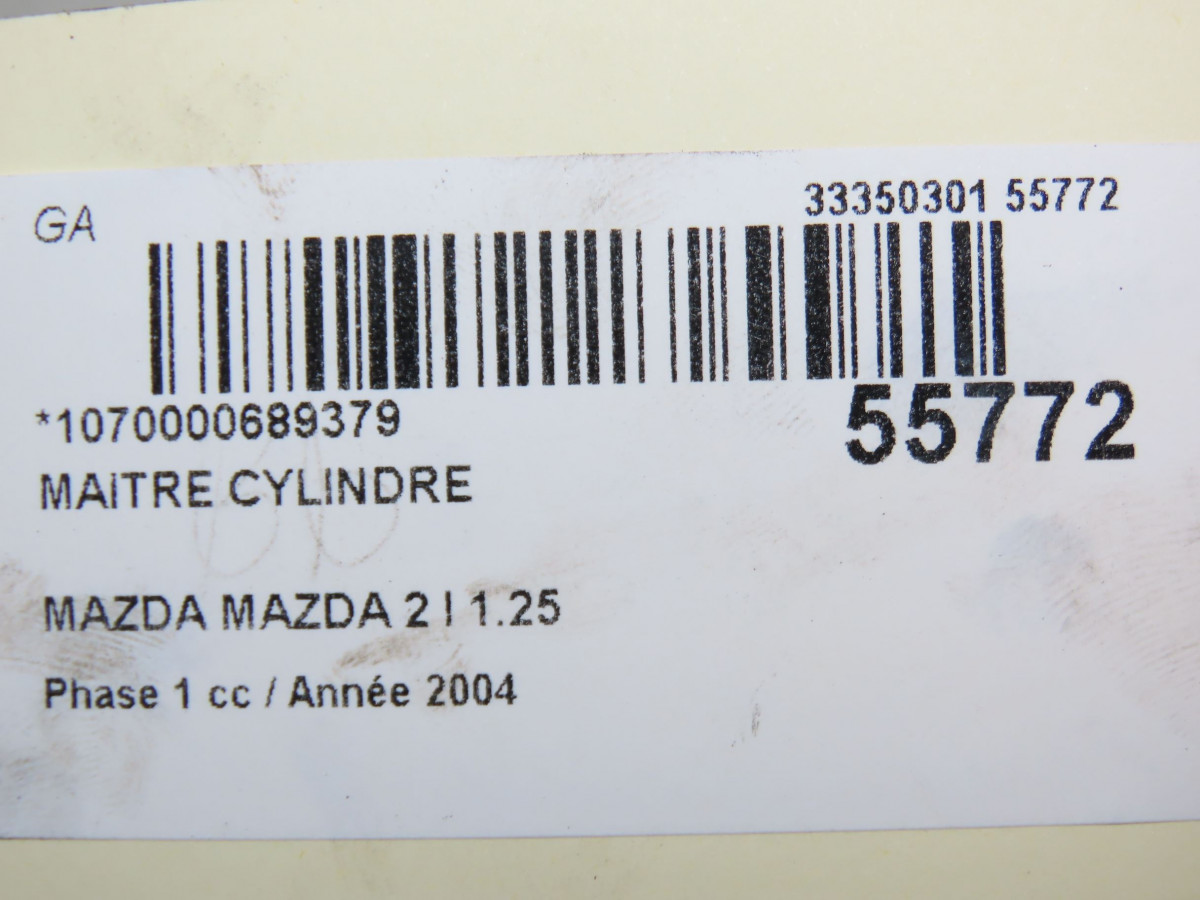 GA
33350301 55772
*1070000689379
55772
MAiTRE CYLINDRE
MAZDA MAZDA 2 I 1.25
Phase 1 cc / Année 2004